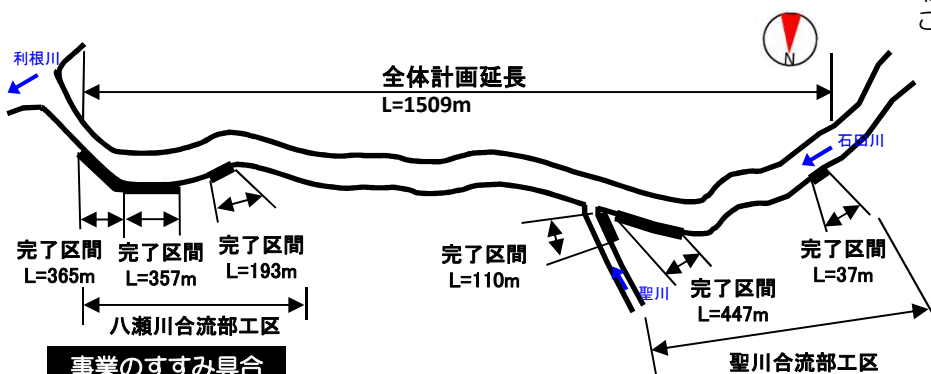 利根川
全体計画延長
L=1509m
N
石田川
完了区間
L=365m
完了区間
L=357m
完了区間
L=193m
八瀬川合流部工区
完了区間
L=110m
聖川
完了区間
L=447m
完了区間
L=37m
聖川合流部工区
事業のすすみ具合